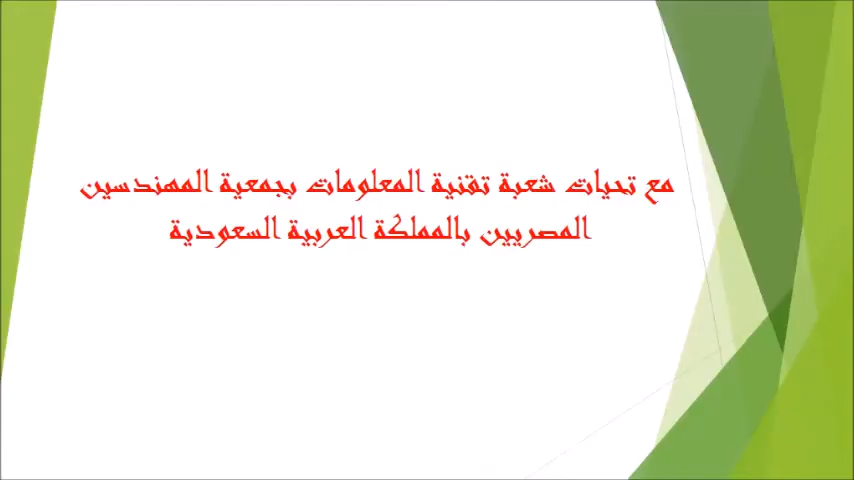 مع تحيات شعبة تقنية المعلومات بجمعية المهندسين
المصريين بالمملكة العربية السعودية